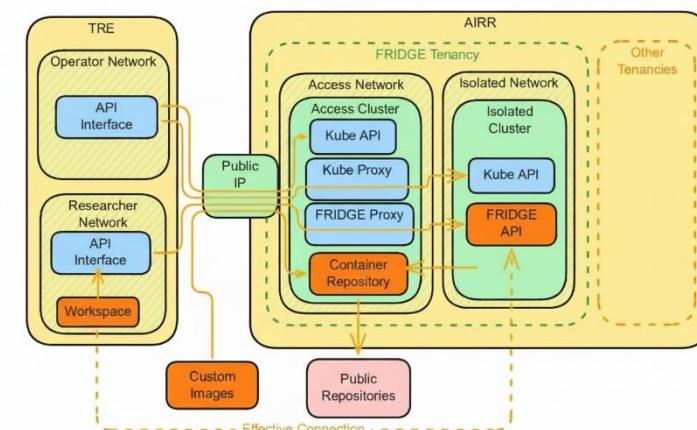 TRE
Operator Network
API
Interface
Researcher
Network
API
Interface
Workspace
Public
IP
Custom
Images
AIRR
FRIDGE Tenancy
Access Network
Access Cluster
Kube API
Kube Proxy
FRIDGE Proxy
Container
Repository
Isolated Network
Isolated
Cluster
Kube API
FRIDGE
API
Other
Tenancies
Public
Repositories
Effective Connection